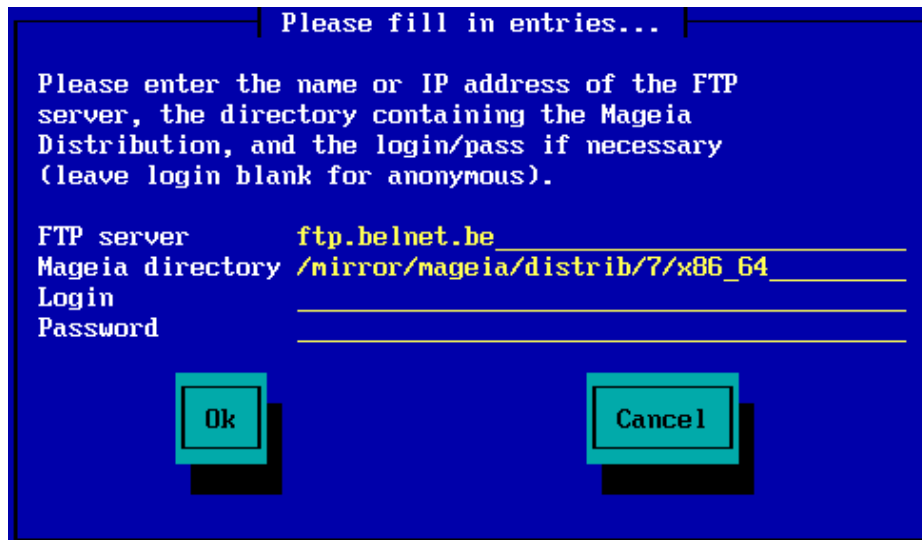 Please fill in entries...
Please enter the name or IP address of the FTP
server, the directory containing the Mageia
Distribution, and the login/pass if necessary
(leave login blank for anonymous).
FTP server ftp.belnet.be
Mageia directory /mirror/mageia/distrib/7/x86_64
Login
Password
Ok Cancel